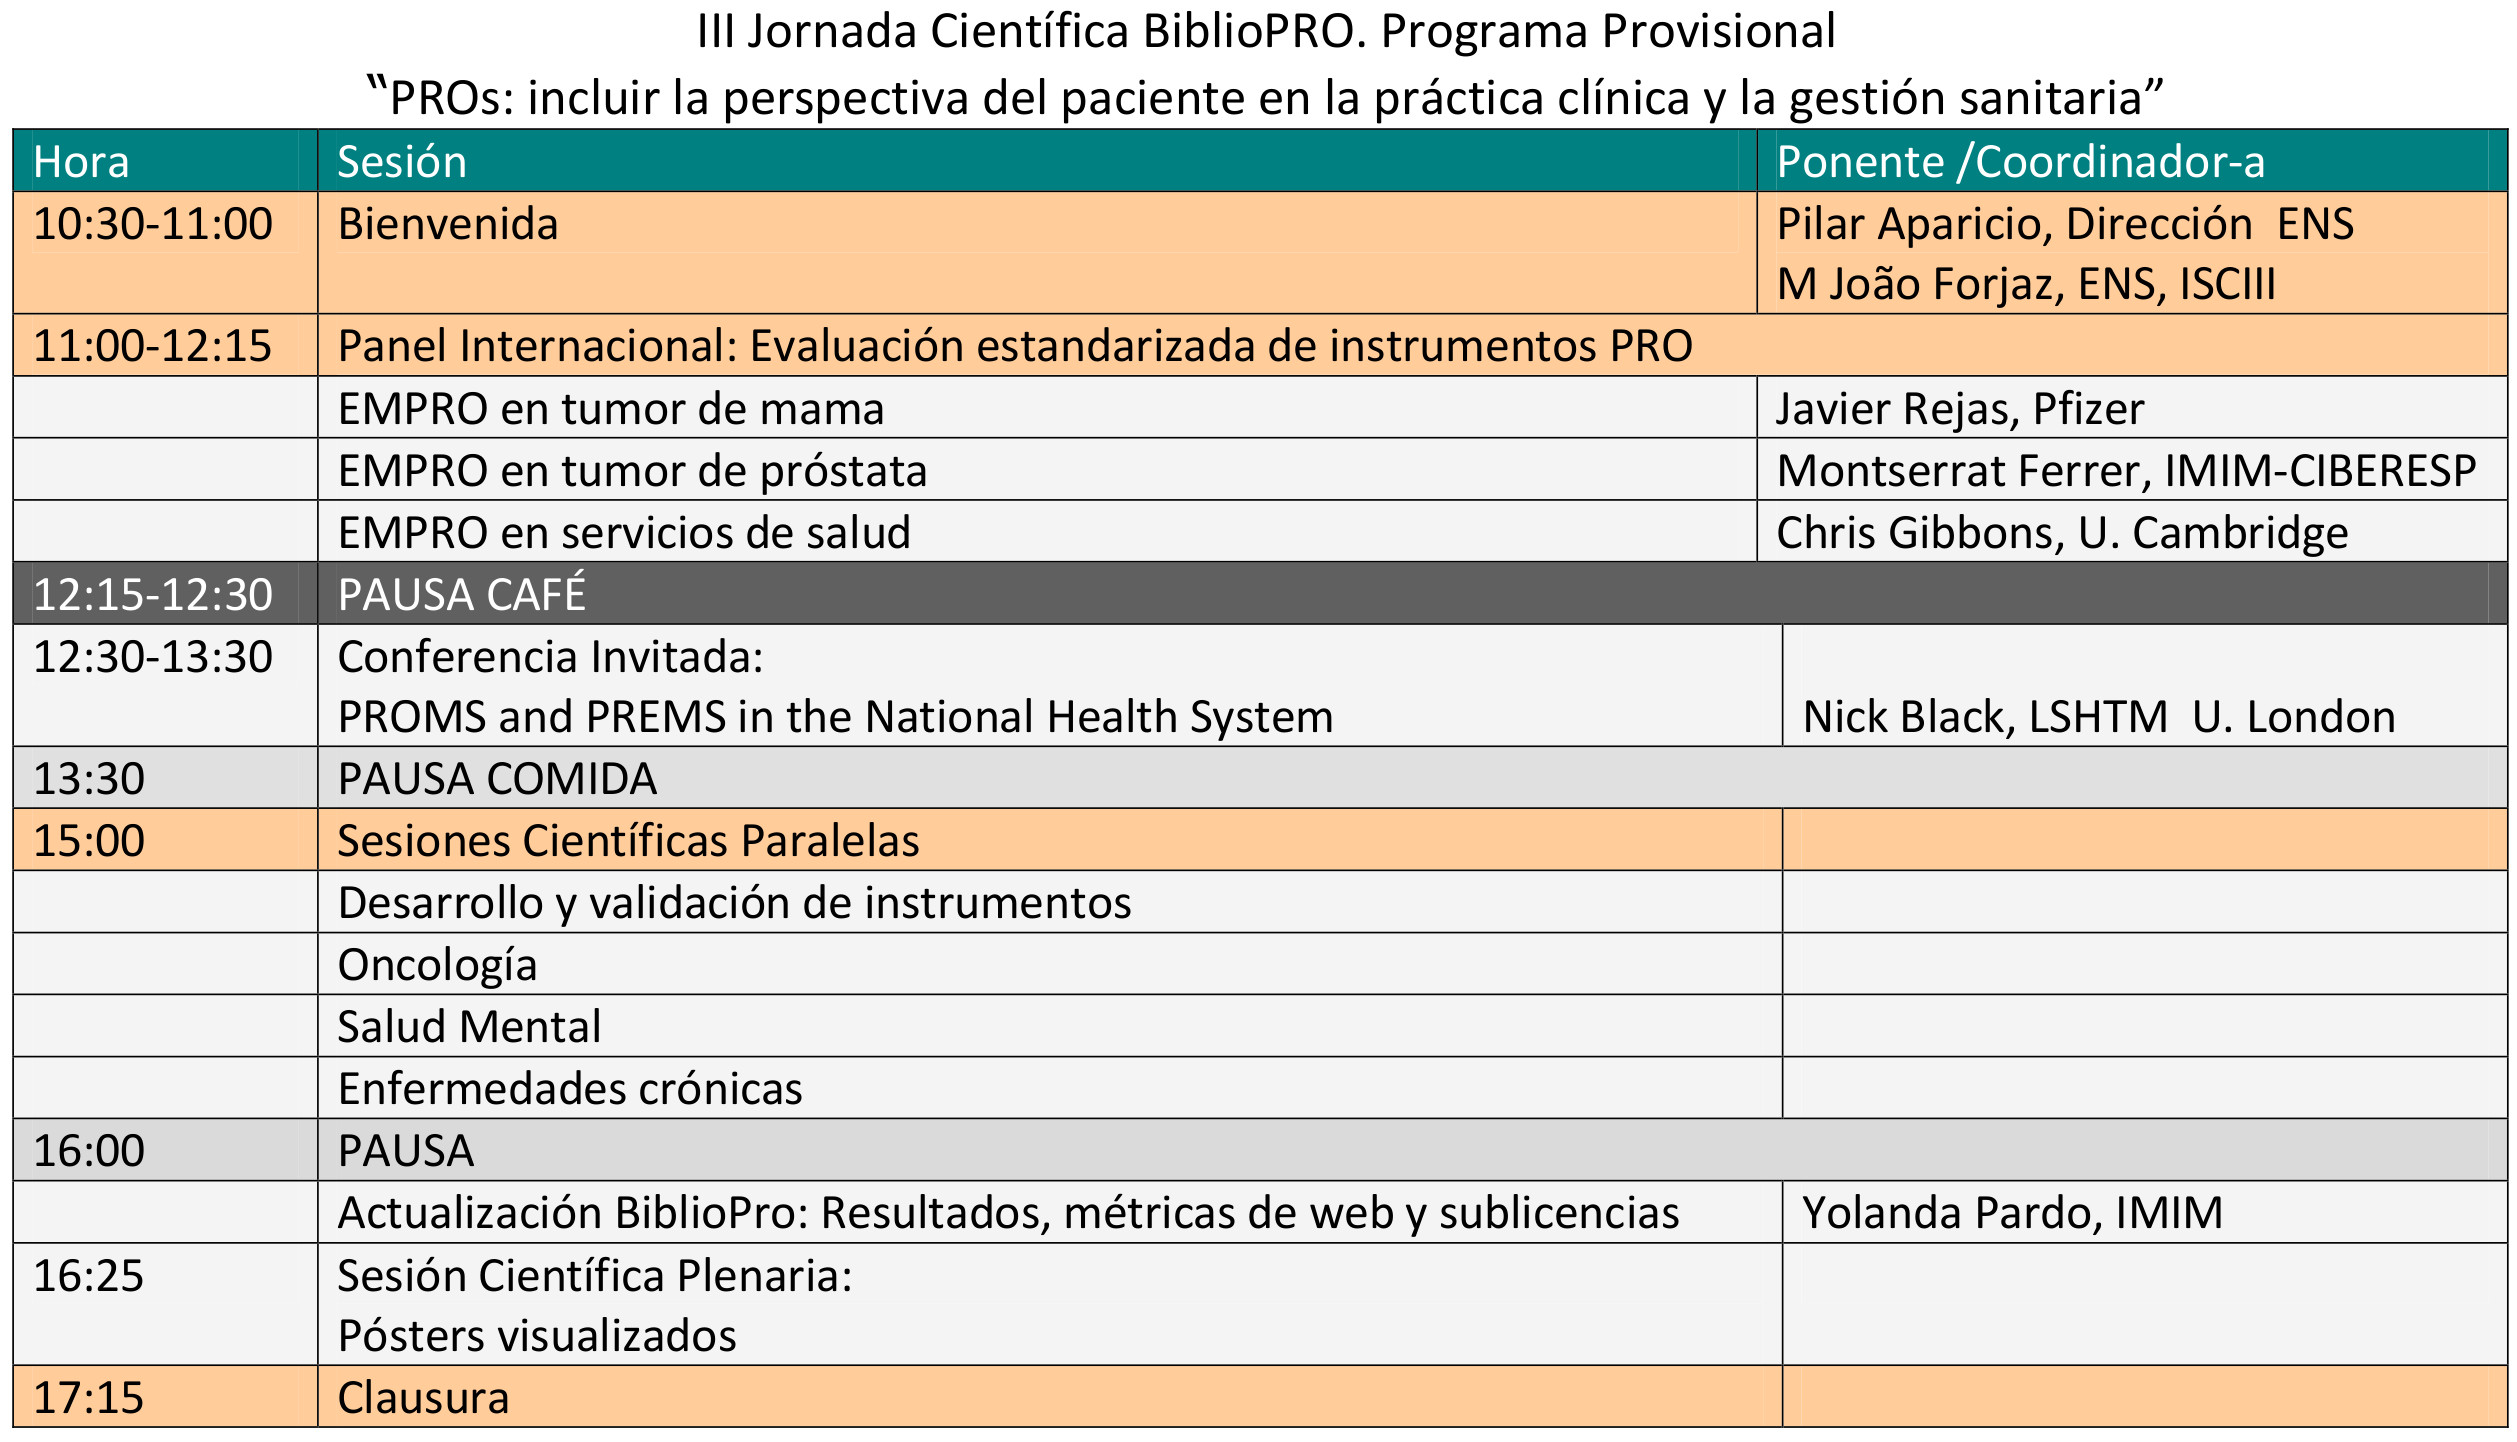 III Jornada Científica BiblioPRO. Programa Provisional
‟PROs: incluir la perspectiva del paciente en la práctica clínica y la gestión sanitaria”
Hora Sesión Ponente /Coordinador-a
10:30-11:00 Bienvenida Pilar Aparicio, Dirección  ENS
M João Forjaz, ENS, ISCIII
11:00-12:15 Panel Internacional: Evaluación estandarizada de instrumentos PRO
EMPRO en tumor de mama Javier Rejas, Pfizer
EMPRO en tumor de próstata Montserrat Ferrer, IMIM-CIBERESP
EMPRO en servicios de salud Chris Gibbons, U. Cambridge
12:15-12:30 PAUSA CAFÉ
12:30-13:30 Conferencia Invitada:
PROMS and PREMS in the National Health System Nick Black, LSHTM  U. London
13:30 PAUSA COMIDA
15:00 Sesiones Científicas Paralelas
Desarrollo y validación de instrumentos
Oncología
Salud Mental
Enfermedades crónicas
16:00 PAUSA
Actualización BiblioPro: Resultados, métricas de web y sublicencias Yolanda Pardo, IMIM
16:25 Sesión Científica Plenaria:
Pósters visualizados
17:15 Clausura